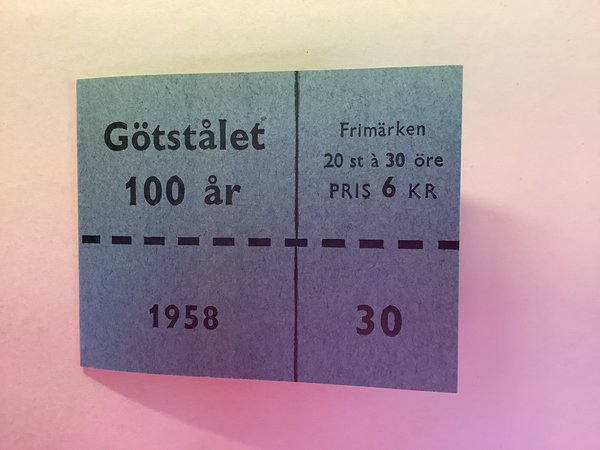 Götstålet
100 år
Frimärken
20 st à 30 öre
PRIS 6 KR
1958
30